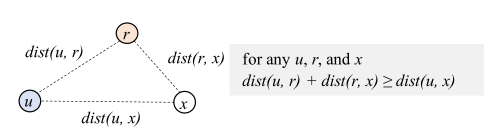 r
dist(u, r)
dist(r, x)
for any u, r, and x
dist(u, r) + dist(r, x) ≥ dist(u, x)
u
x
dist(u, x)